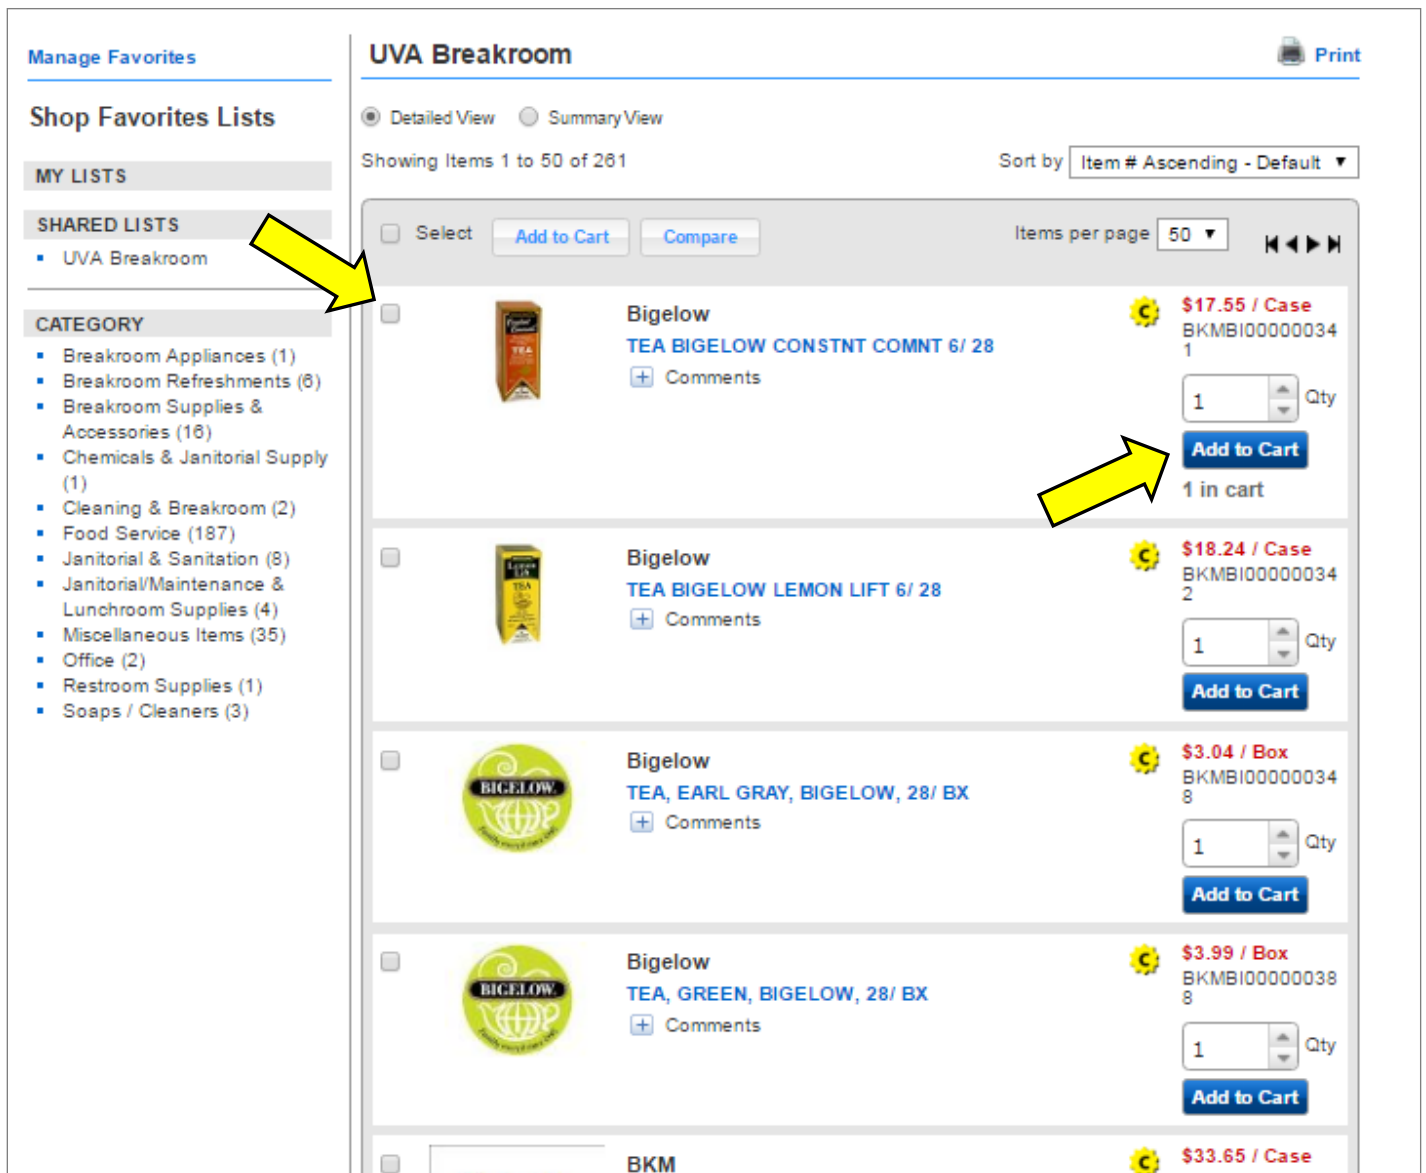 Manage Favorites
Shop Favorites Lists
MY LISTS
SHARED LISTS
UVA Breakroom
CATEGORY
Breakroom Appliances (1)
Breakroom Refreshments (6)
Breakroom Supplies &
Accessories (16)
Chemicals & Janitorial Supply
(1)
Cleaning & Breakroom (2)
Food Service (187)
Janitorial & Sanitation (8)
Janitorial/Maintenance &
Lunchroom Supplies (4)
Miscellaneous Items (35)
Office (2)
Restroom Supplies (1)
Soaps / Cleaners (3)
UVA Breakroom
Print
Detailed View Summary View
Showing Items 1 to 50 of 261
Sort by Item # Ascending - Default
Select Add to Cart Compare
Items per page 50
TEA
Bigelow
TEA BIGELOW CONSTNT COMNT 6/ 28
Comments
C
$17.55 / Case
BKMBI00000034
1
1 Qty
Add to Cart
1 in cart
Lemon
Lift
TEA
Bigelow
TEA BIGELOW LEMON LIFT 6/ 28
Comments
C
$18.24 / Case
BKMBI00000034
2
1 Qty
Add to Cart
BIGELOW
Bigelow
TEA, EARL GRAY, BIGELOW, 28/ BX
Comments
C
$3.04 / Box
BKMBI00000034
8
1 Qty
Add to Cart
BIGELOW
Bigelow
TEA, GREEN, BIGELOW, 28/ BX
Comments
C
$3.99 / Box
BKMBI00000038
8
1 Qty
Add to Cart
BKM
C
$33.65 / Case